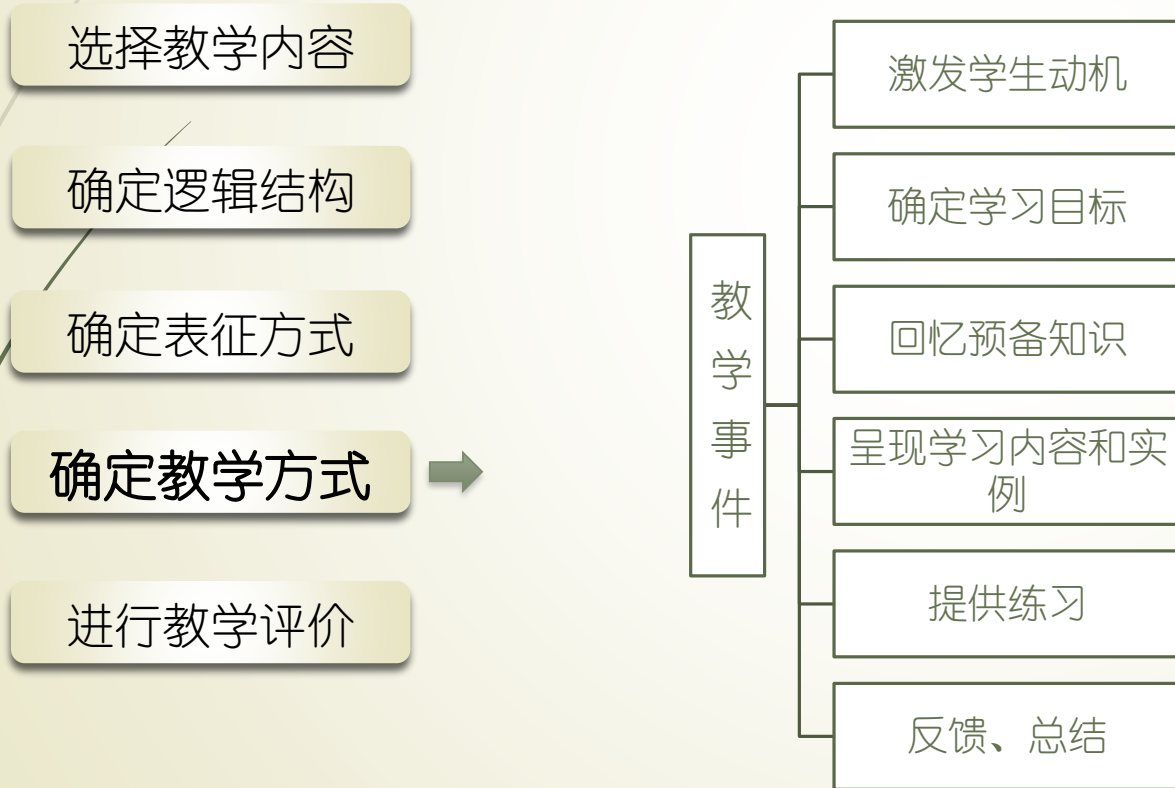 选择教学内容
确定逻辑结构
确定表征方式
确定教学方式
进行教学评价
教
学
事
件
激发学生动机
确定学习目标
回忆预备知识
呈现学习内容和实
例
提供练习
反馈、总结